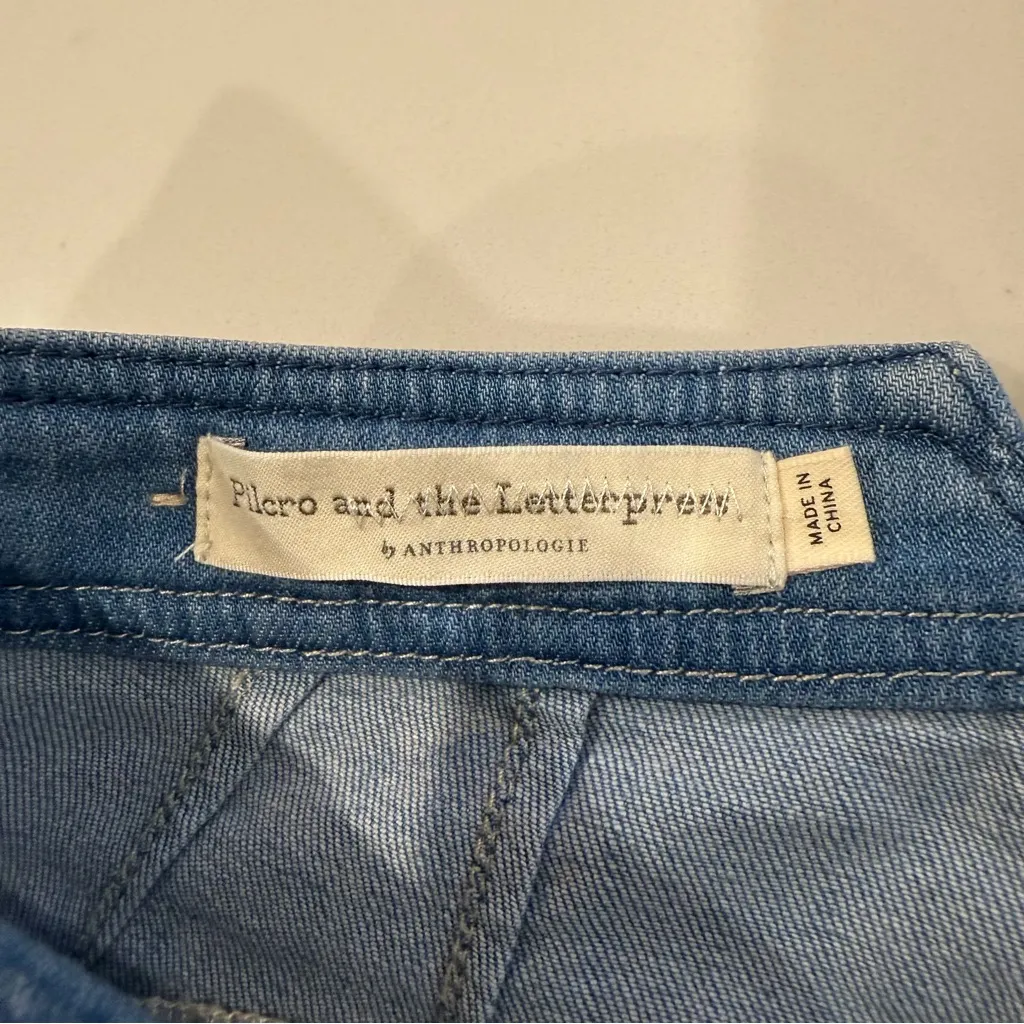 Pilcro and the Letterpress
by ANTHROPOLOGIE
MADE IN
CHINA